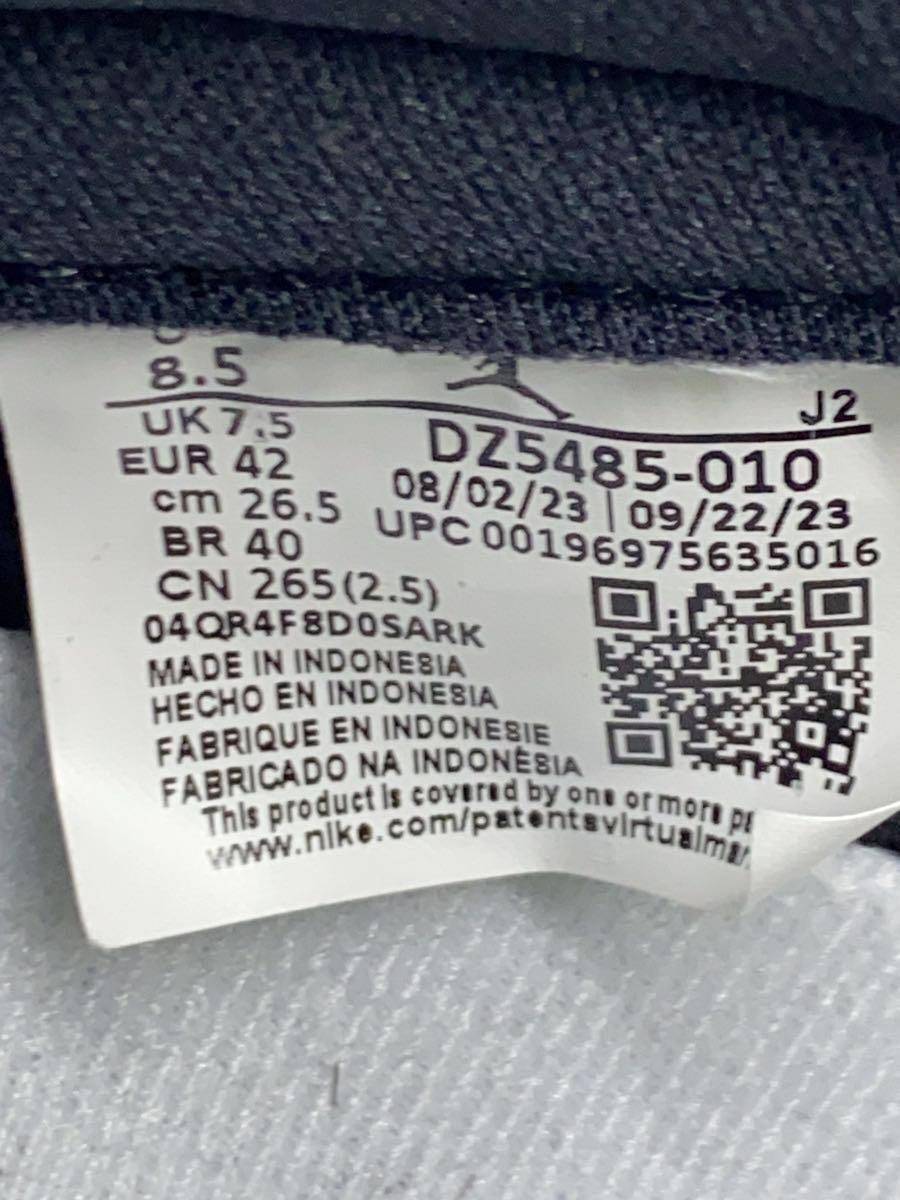 8.5
J2
UK 7.5
DZ5485-010
EUR 42
08/02/23 | 09/22/23
cm 26.5
UPC 00196975635016
BR 40
CN 265(2.5)
04QR4F8D0SARK
MADE IN INDONESIA
HECHO EN INDONESIA
FABRIQUE EN INDONESIE
FABRICADO NA INDONÉSIA
This product is covered by one or more
www.nike.com/patentsvirtualmar